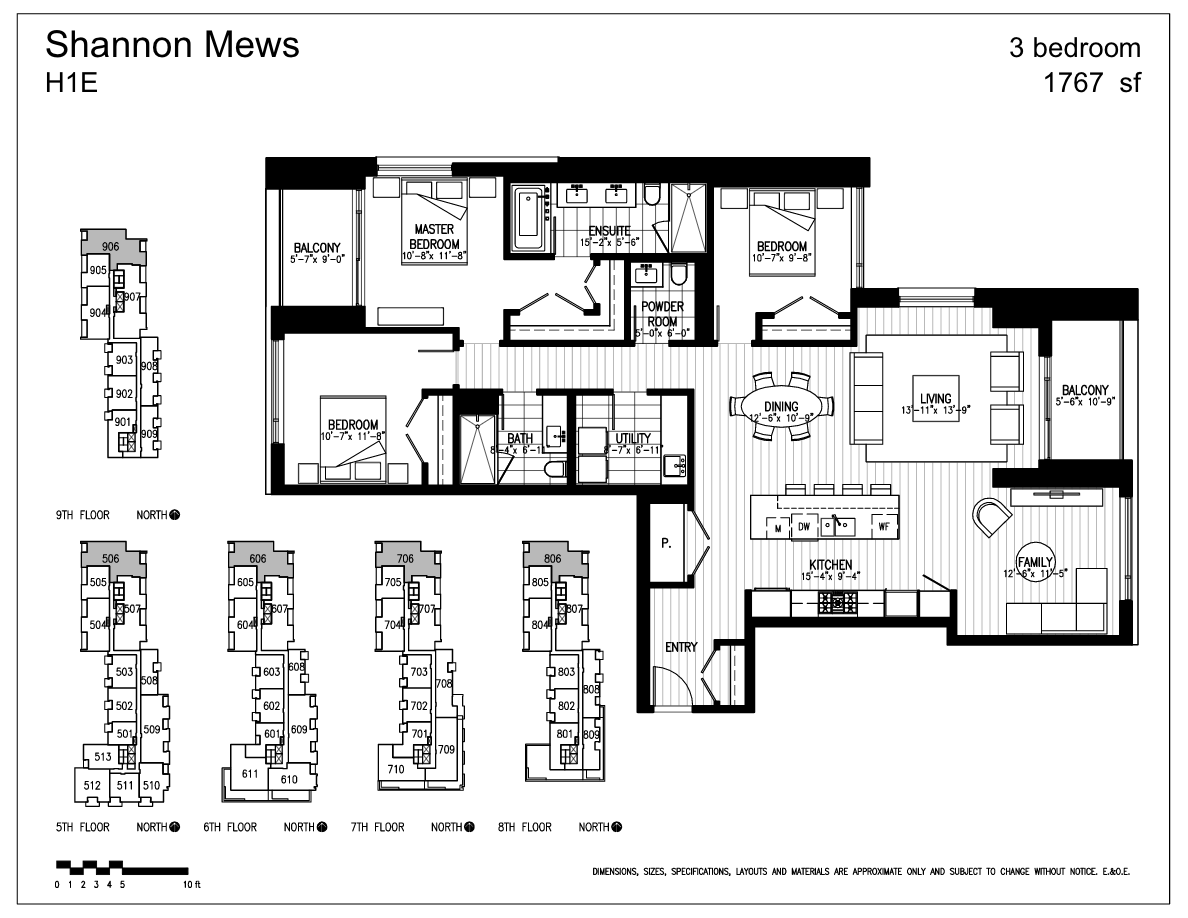 Shannon Mews
H1E
3 bedroom
1767 sf
BALCONY
5'-7"x 9'-0"
MASTER
BEDROOM
10'-8"x 11'-8"
ENSUITE
15'-2"x 5'-6"
BEDROOM
10'-7"x 9'-8"
POWDER
ROOM
5'-0"x 6'-0"
BEDROOM
10'-7"x 11'-8"
BATH
8'-4"x 6'-11"
UTILITY
8'-7"x 6'-11"
DINING
12'-6"x 10'-9"
LIVING
13'-11"x 13'-9"
BALCONY
5'-6"x 10'-9"
M
DW
WF
P.
KITCHEN
15'-4"x 9'-4"
FAMILY
12'-6"x 11'-5"
ENTRY
906
905
907
904
903
908
902
901
909
9TH FLOOR NORTH
506
505
507
504
503
508
502
509
501
513
512
511
510
5TH FLOOR NORTH
606
605
607
604
608
603
602
609
601
611
610
6TH FLOOR NORTH
706
705
707
704
703
708
702
701
709
710
7TH FLOOR NORTH
806
805
807
804
803
808
802
801
809
8TH FLOOR NORTH
0 1 2 3 4 5 10 ft
DIMENSIONS, SIZES, SPECIFICATIONS, LAYOUTS AND MATERIALS ARE APPROXIMATE ONLY AND SUBJECT TO CHANGE WITHOUT NOTICE. E.&O.E.